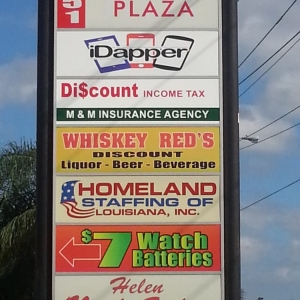 51
PLAZA
iDapper
Di$count INCOME TAX
M & M INSURANCE AGENCY
WHISKEY RED'S
DISCOUNT
Liquor - Beer - Beverage
HOMELAND
STAFFING OF
LOUISIANA, INC.
$7 Watch
Batteries
Helen